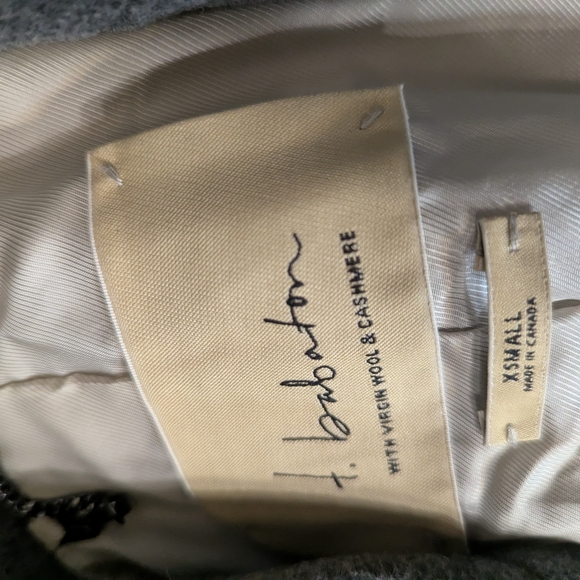 t. babaton
WITH VIRGIN WOOL & CASHMERE
XSMALL
MADE IN CANADA